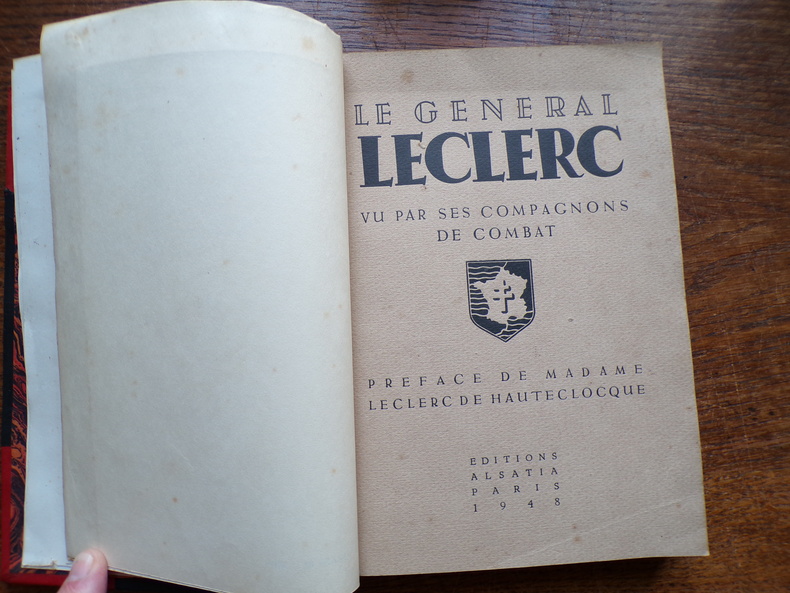 LE GENERAL
LECLERC
VU PAR SES COMPAGNONS
DE COMBAT
PREFACE DE MADAME
LECLERC DE HAUTECLOCQUE
EDITIONS
ALSATIA
PARIS
1948